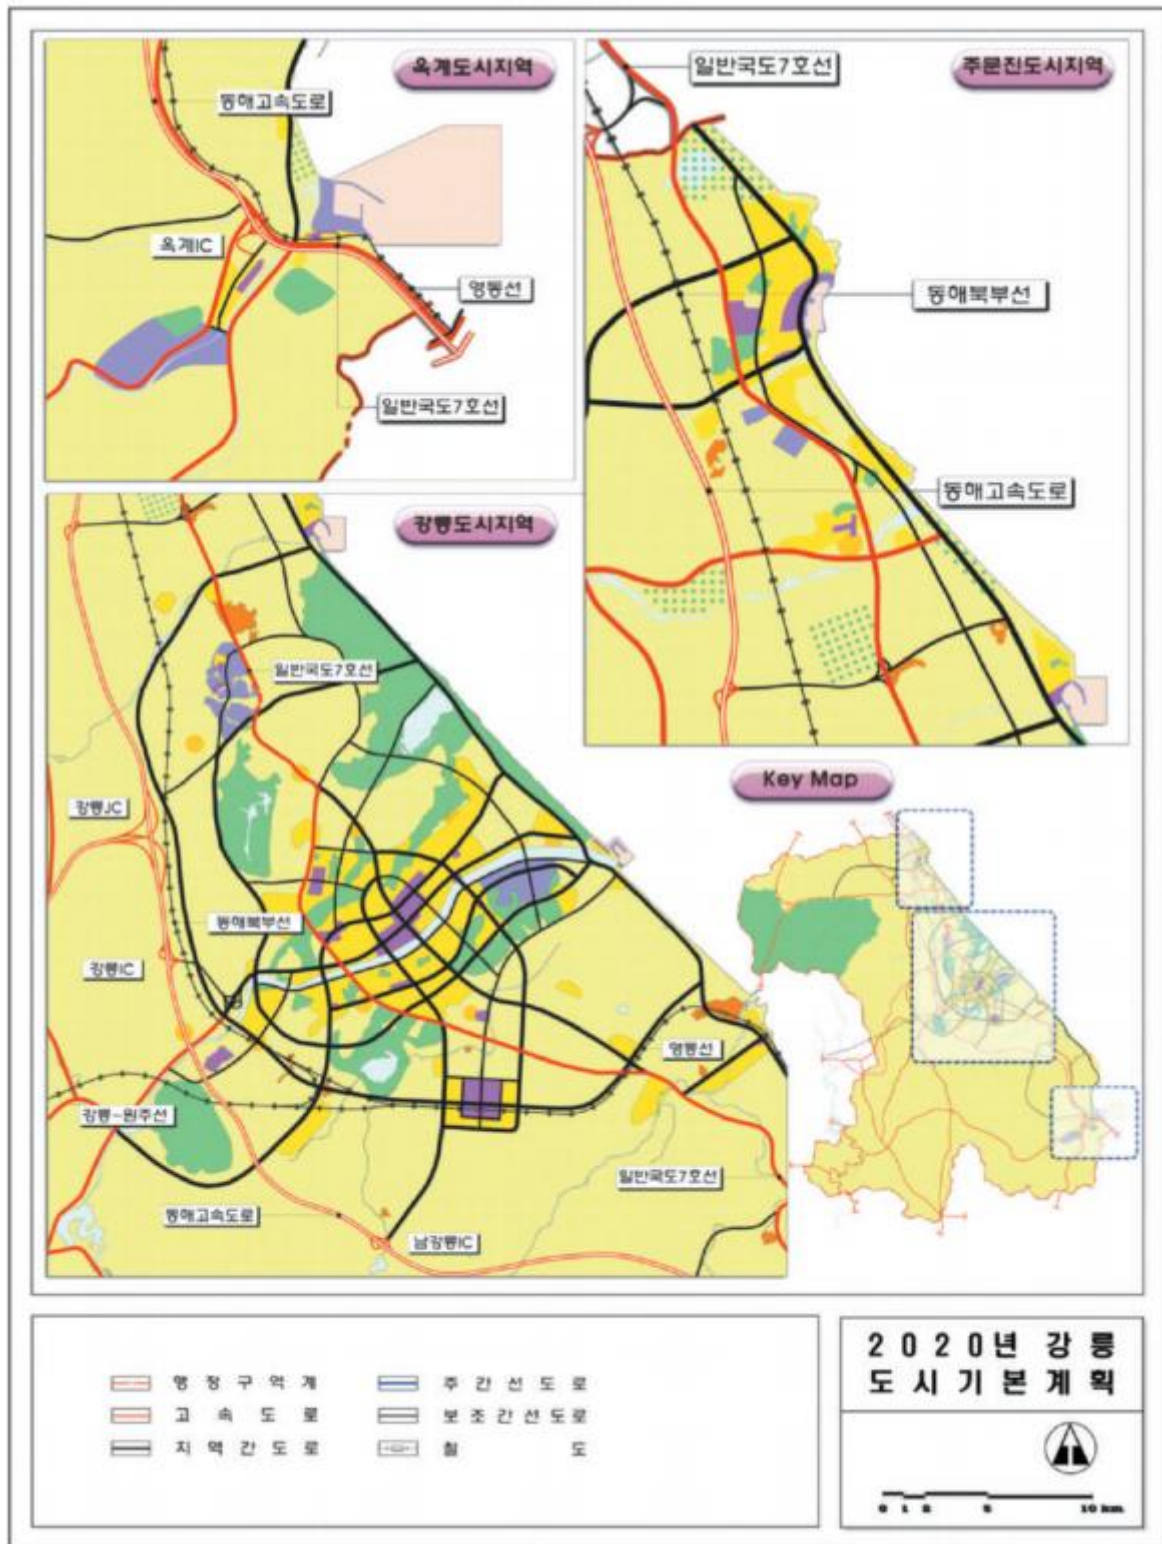 옥계도시지역
동해고속도로
옥계IC
영동선
일반국도7호선
일반국도7호선
주문진도시지역
동해북부선
동해고속도로
강릉도시지역
일반국도7호선
강릉JC
동해북부선
강릉IC
영동선
강릉-원주선
일반국도7호선
동해고속도로
남강릉IC
Key Map
행정구역계
고속도로
지역간도로
주간선도로
보조간선도로
철도
2020년 강릉
도시기본계획
0 1 2 5 10 km